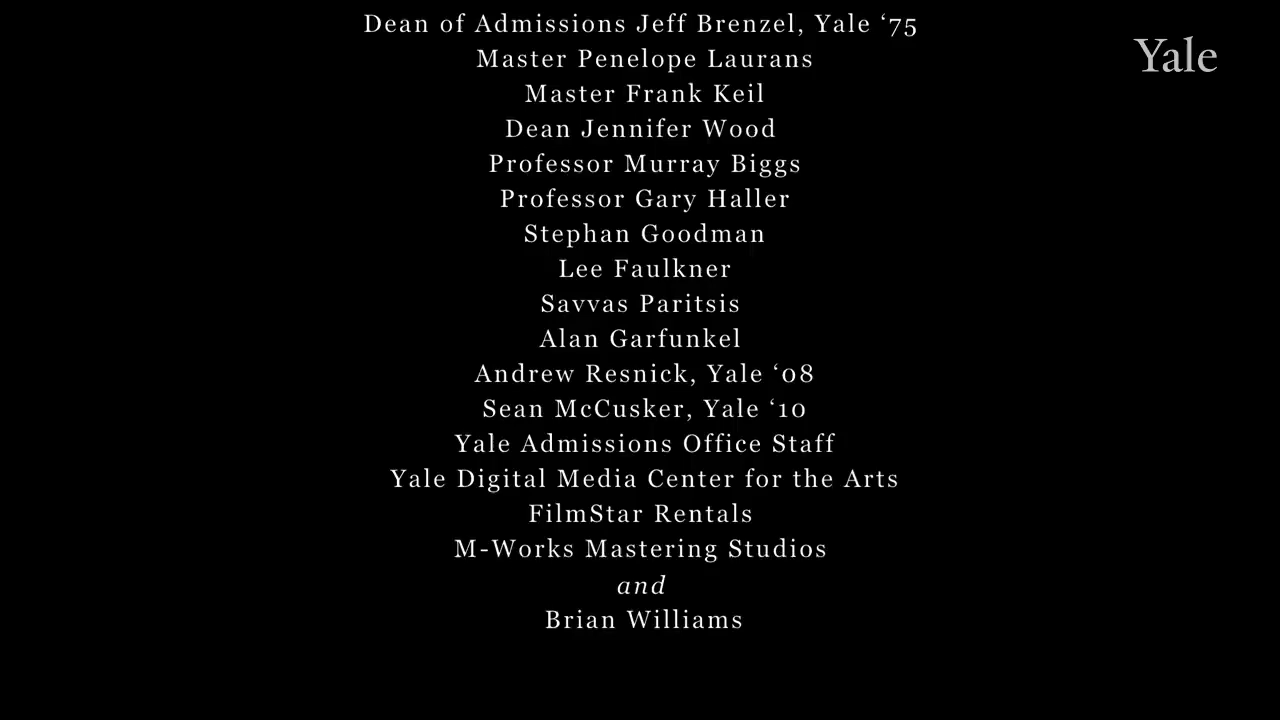 Dean of Admissions Jeff Brenzel, Yale ‘75
Yale
Master Penelope Laurans
Master Frank Keil
Dean Jennifer Wood
Professor Murray Biggs
Professor Gary Haller
Stephan Goodman
Lee Faulkner
Savvas Paritsis
Alan Garfunkel
Andrew Resnick, Yale ‘08
Sean McCusker, Yale ‘10
Yale Admissions Office Staff
Yale Digital Media Center for the Arts
FilmStar Rentals
M-Works Mastering Studios
and
Brian Williams